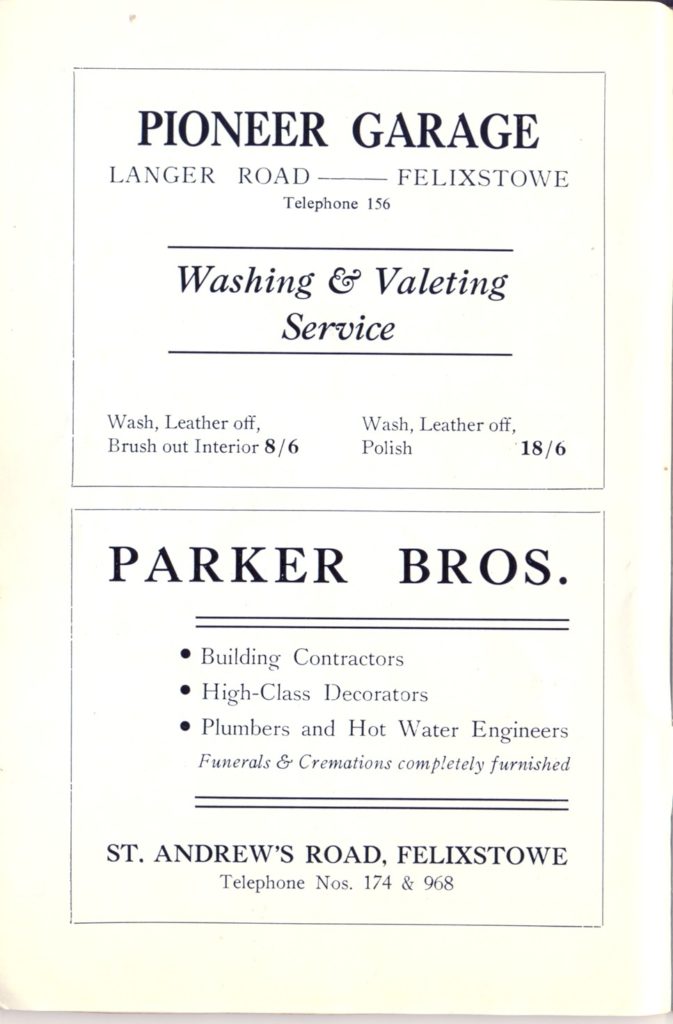 PIONEER GARAGE
LANGER ROAD —— FELIXSTOWE
Telephone 156
Washing & Valeting
Service
Wash, Leather off,
Brush out Interior 8/6
Wash, Leather off,
Polish 18/6
PARKER BROS.
• Building Contractors
• High-Class Decorators
• Plumbers and Hot Water Engineers
Funerals & Cremations completely furnished
ST. ANDREW'S ROAD, FELIXSTOWE
Telephone Nos. 174 & 968